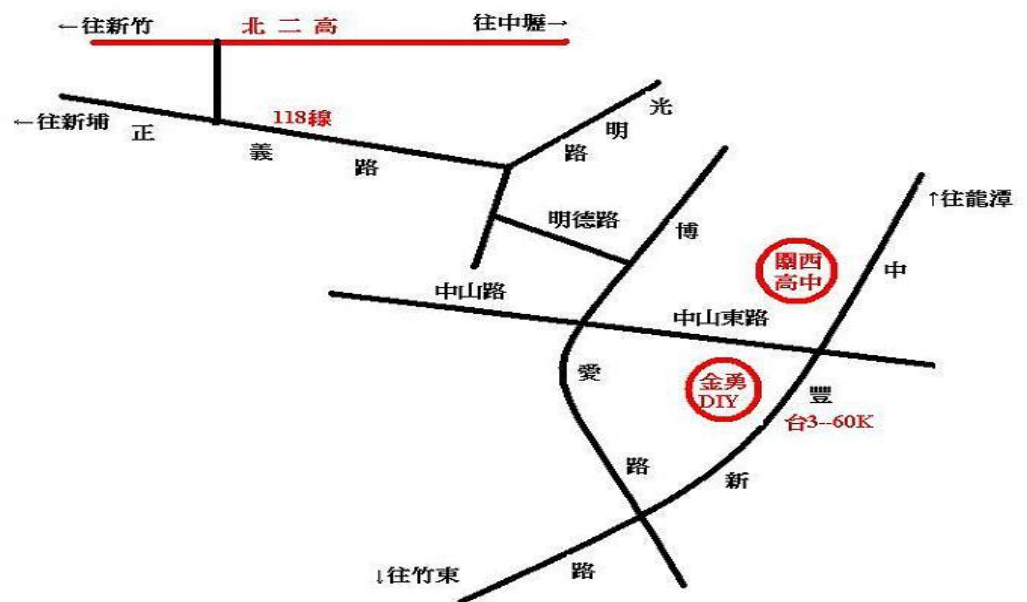 ←往新竹
北二高
往中壢→
←往新埔
正義路
118線
光明路
明德路
博愛路
↑往龍潭
關西
高中
中山路
中山東路
金勇
DIY
中豐新路
台3--60K
↓往竹東